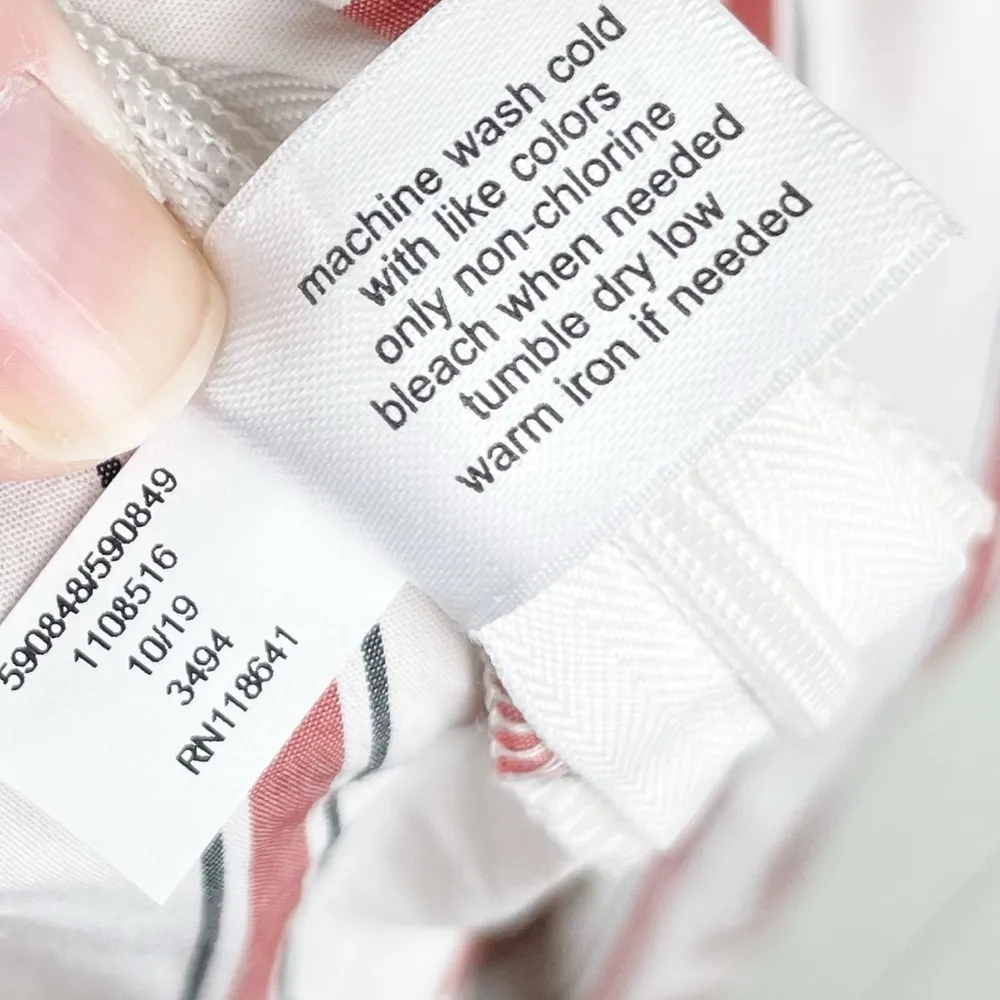 machine wash cold
with like colors
only non-chlorine
bleach when needed
tumble dry low
warm iron if needed
590848/590849
1108516
10/19
3494
RN118641